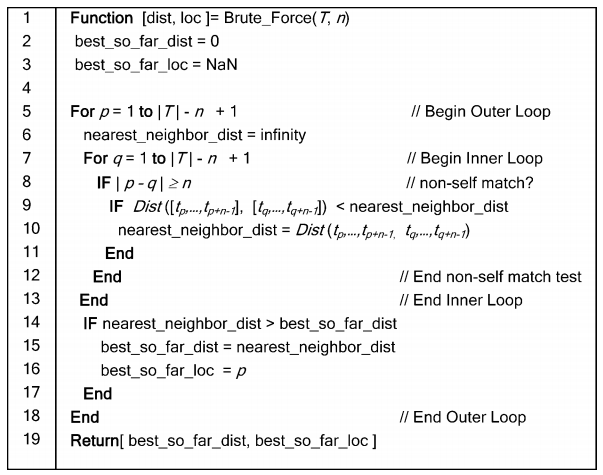 1 Function [dist, loc ]= Brute_Force(T, n)
2 best_so_far_dist = 0
3 best_so_far_loc = NaN
4
5 For p = 1 to |T| - n + 1 // Begin Outer Loop
6 nearest_neighbor_dist = infinity
7 For q = 1 to |T| - n + 1 // Begin Inner Loop
8 IF | p - q | ≥ n // non-self match?
9 IF Dist([tp,...,tp+n-1], [tq,...,tq+n-1]) < nearest_neighbor_dist
10 nearest_neighbor_dist = Dist (tp,...,tp+n-1, tq,...,tq+n-1)
11 End
12 End // End non-self match test
13 End // End Inner Loop
14 IF nearest_neighbor_dist > best_so_far_dist
15 best_so_far_dist = nearest_neighbor_dist
16 best_so_far_loc = p
17 End
18 End // End Outer Loop
19 Return[ best_so_far_dist, best_so_far_loc ]